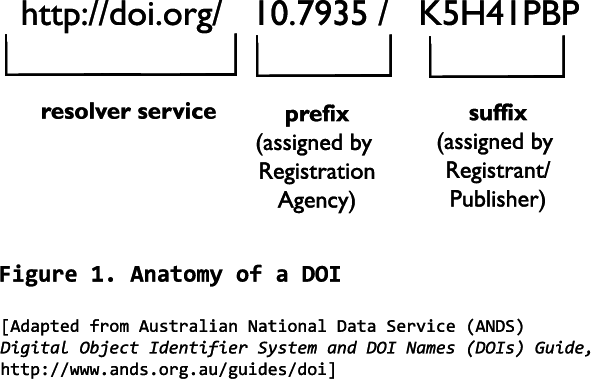 http://doi.org/ 10.7935 / K5H41PBP
resolver service prefix suffix
(assigned by (assigned by
Registration Registrant/
Agency) Publisher)
Figure 1. Anatomy of a DOI
[Adapted from Australian National Data Service (ANDS)
Digital Object Identifier System and DOI Names (DOIs) Guide,
http://www.ands.org.au/guides/doi]